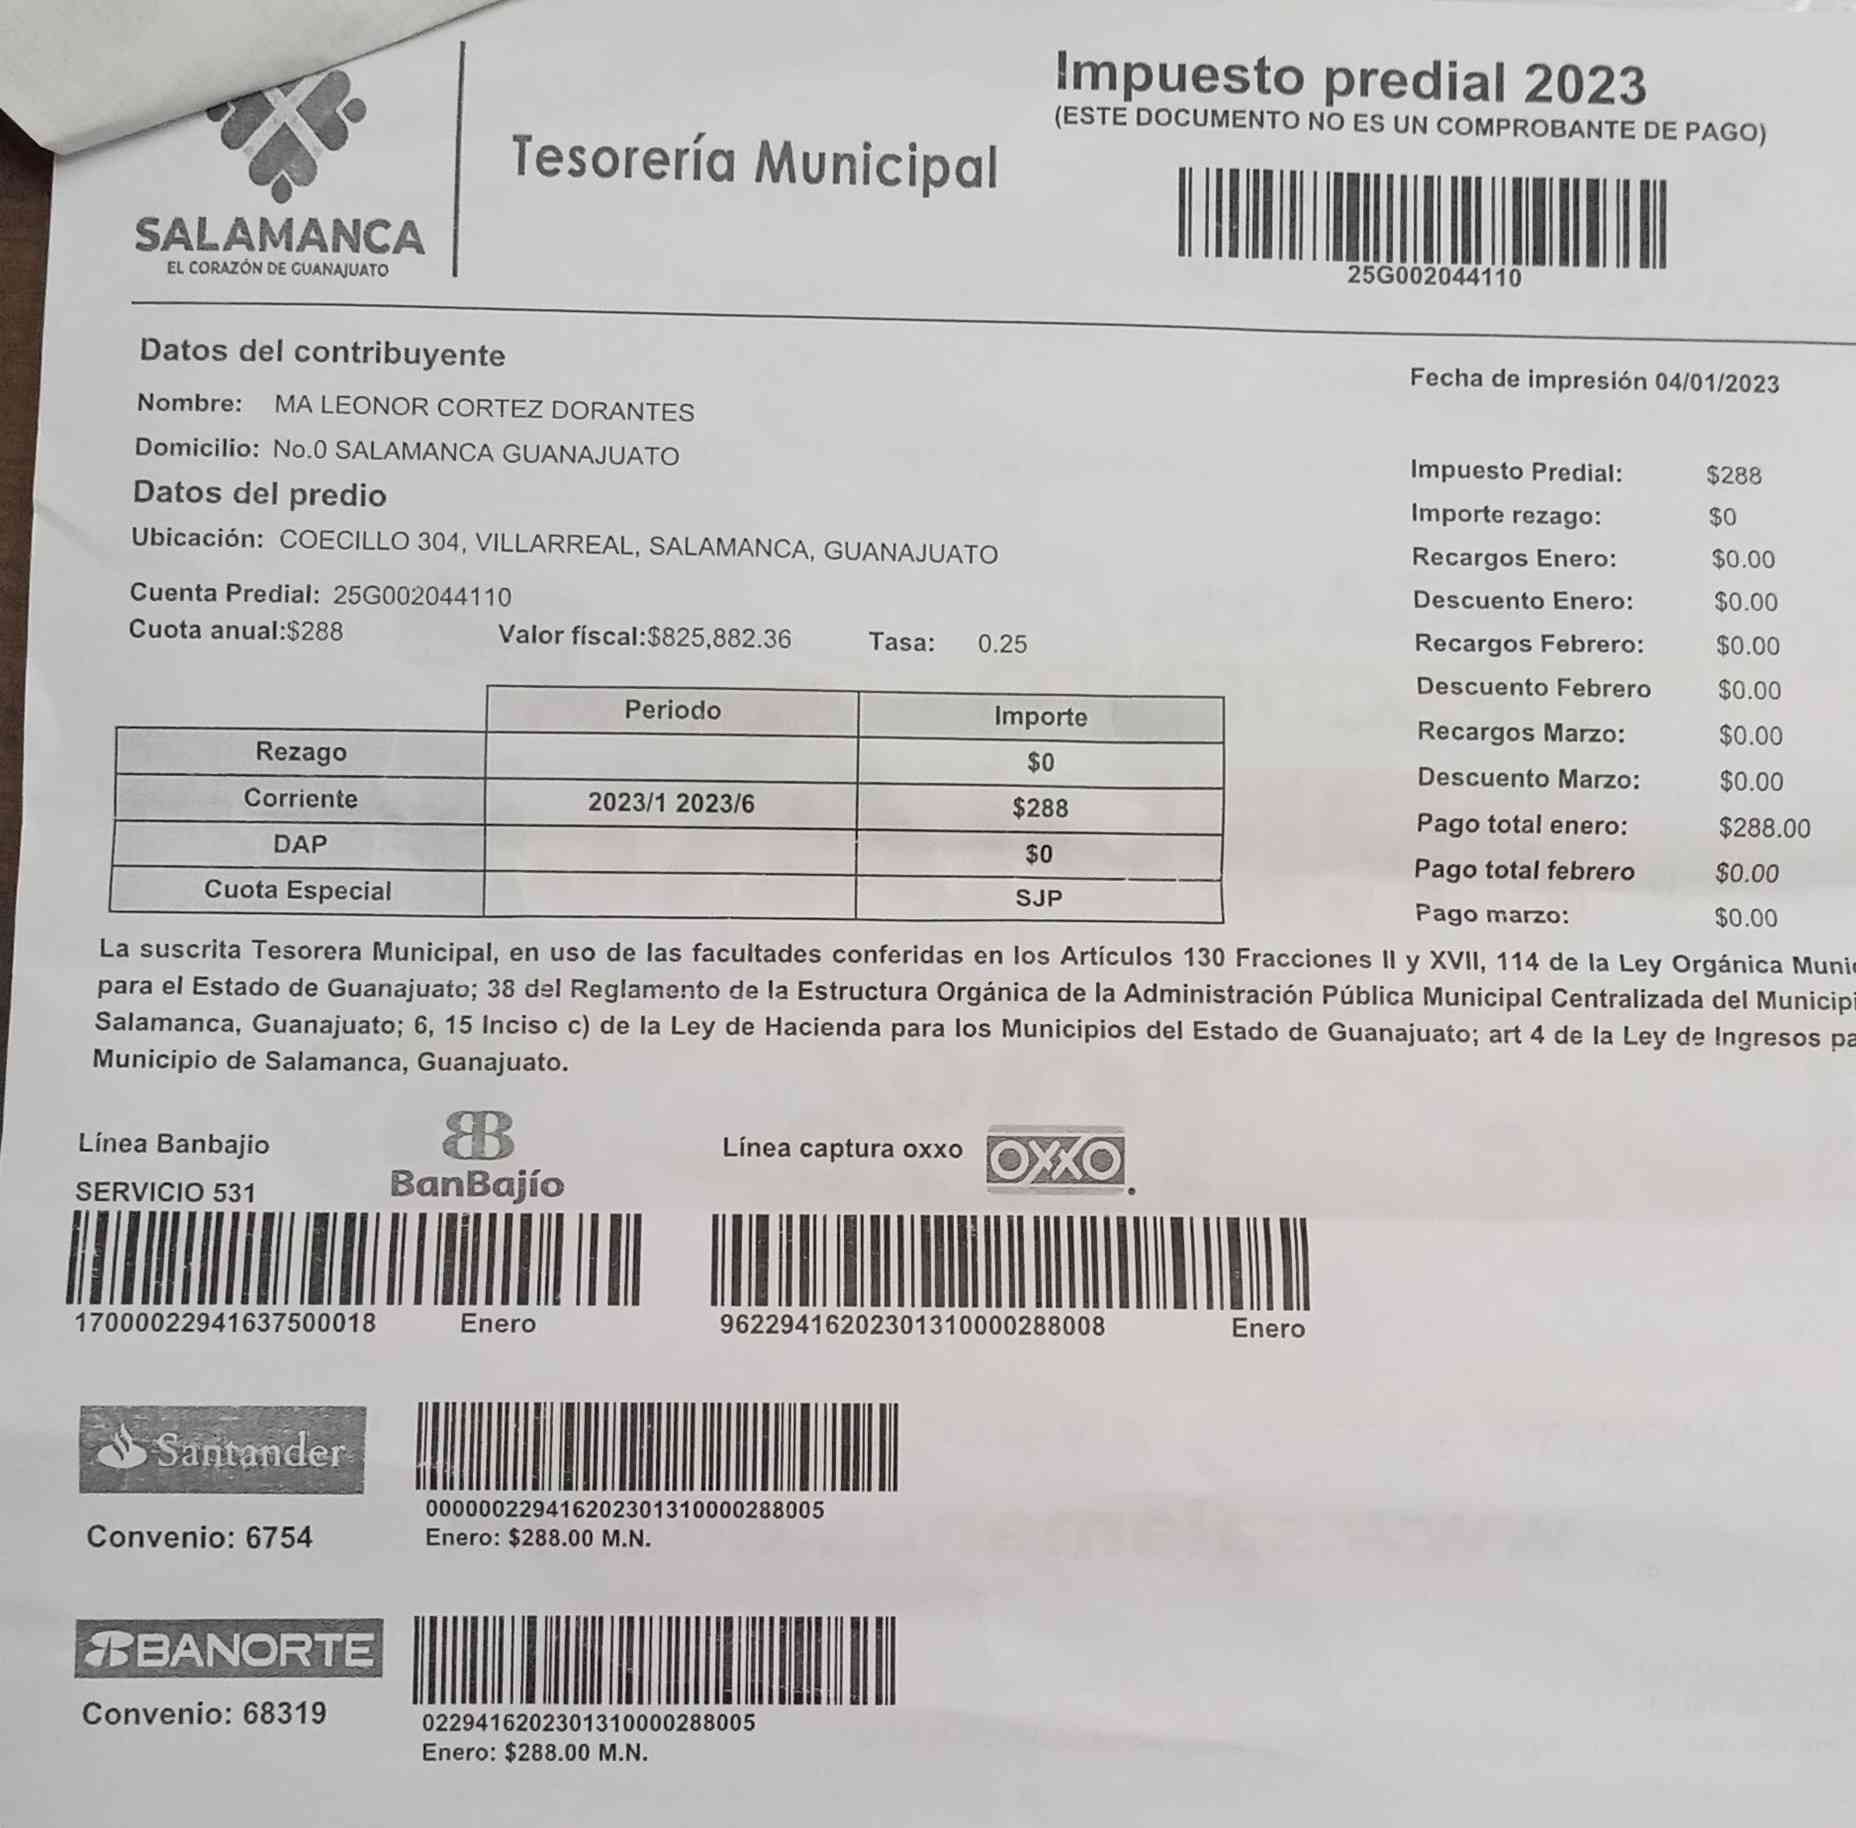 Impuesto predial 2023
(ESTE DOCUMENTO NO ES UN COMPROBANTE DE PAGO)
Tesorería Municipal
SALAMANCA
EL CORAZÓN DE GUANAJUATO
25G002044110
Datos del contribuyente
Fecha de impresión 04/01/2023
Nombre: MA LEONOR CORTEZ DORANTES
Domicilio: No.0 SALAMANCA GUANAJUATO
Datos del predio
Ubicación: COECILLO 304, VILLARREAL, SALAMANCA, GUANAJUATO
Cuenta Predial: 25G002044110
Cuota anual:$288 Valor físcal:$825,882.36 Tasa: 0.25
Impuesto Predial: $288
Importe rezago: $0
Recargos Enero: $0.00
Descuento Enero: $0.00
Recargos Febrero: $0.00
Descuento Febrero $0.00
Recargos Marzo: $0.00
Descuento Marzo: $0.00
Pago total enero: $288.00
Pago total febrero $0.00
Pago marzo: $0.00
Periodo Importe
Rezago $0
Corriente 2023/1 2023/6 $288
DAP $0
Cuota Especial SJP
La suscrita Tesorera Municipal, en uso de las facultades conferidas en los Artículos 130 Fracciones II y XVII, 114 de la Ley Orgánica Munic
para el Estado de Guanajuato; 38 del Reglamento de la Estructura Orgánica de la Administración Pública Municipal Centralizada del Municipi
Salamanca, Guanajuato; 6, 15 Inciso c) de la Ley de Hacienda para los Municipios del Estado de Guanajuato; art 4 de la Ley de Ingresos pa
Municipio de Salamanca, Guanajuato.
Línea Banbajio
SERVICIO 531
BanBajío
17000022941637500018 Enero
Línea captura oxxo
OXXO
96229416202301310000288008 Enero
Santander
Convenio: 6754
000000229416202301310000288005
Enero: $288.00 M.N.
BANORTE
Convenio: 68319
0229416202301310000288005
Enero: $288.00 M.N.